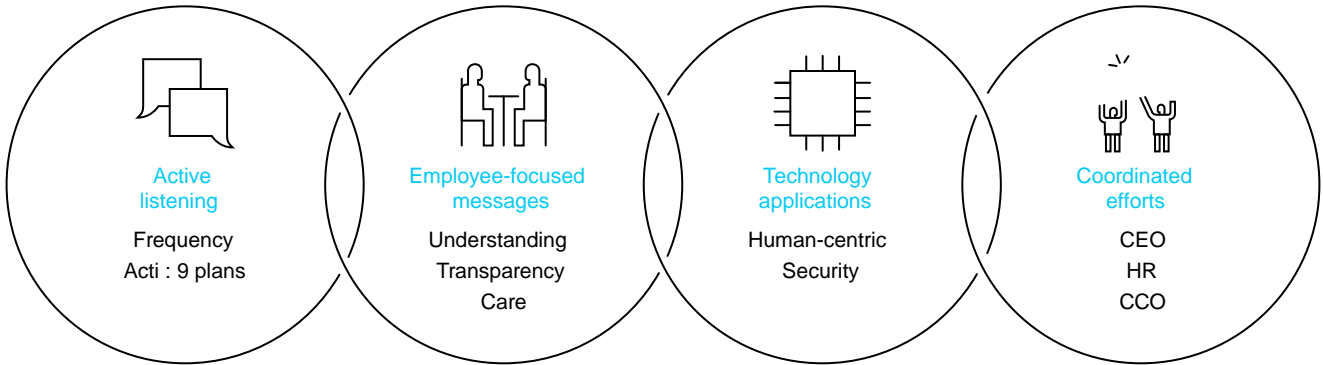 Active
listening
Frequency
Acti : 9 plans
Employee-focused
messages
Understanding
Transparency
Care
Technology
applications
Human-centric
Security
Coordinated
efforts
CEO
HR
CCO